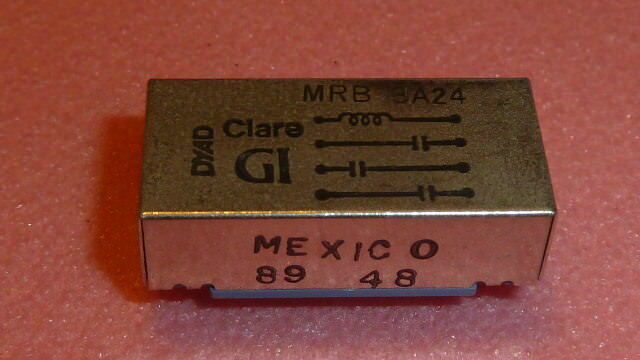 MRB 3A24
DYAD
Clare
GI
MEXICO
89 48